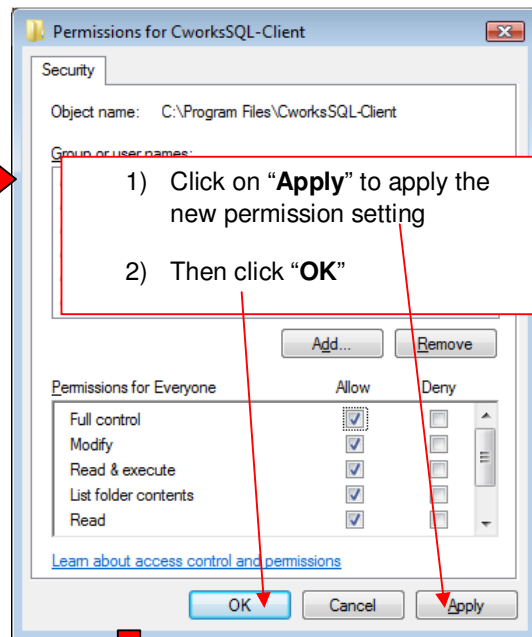 Permissions for CworksSQL-Client
Security
Object name: C:\Program Files\CworksSQL-Client
Group or user names:
1) Click on “Apply” to apply the
new permission setting
2) Then click “OK”
Add... Remove
Permissions for Everyone Allow Deny
Full control
Modify
Read & execute
List folder contents
Read
Learn about access control and permissions
OK Cancel Apply